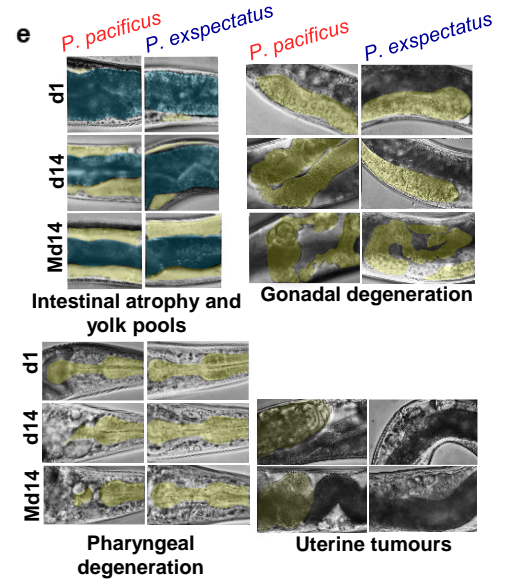 e
P. pacificus
P. exspectatus
P. pacificus
P. exspectatus
d1
d14
Md14
Intestinal atrophy and
yolk pools
Gonadal degeneration
d1
d14
Md14
Pharyngeal
degeneration
Uterine tumours